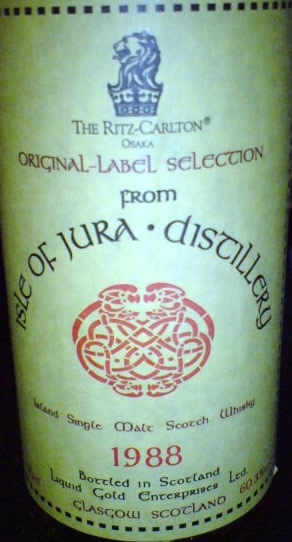 THE RITZ-CARLTON®
OSAKA
ORIGINAL-LABEL SELECTION
FROM
ISLE OF JURA · DISTILLERY
Island Single Malt Scotch Whisky
1988
Bottled in Scotland
Liquid Gold Enterprises Ltd.
GLASGOW SCOTLAND